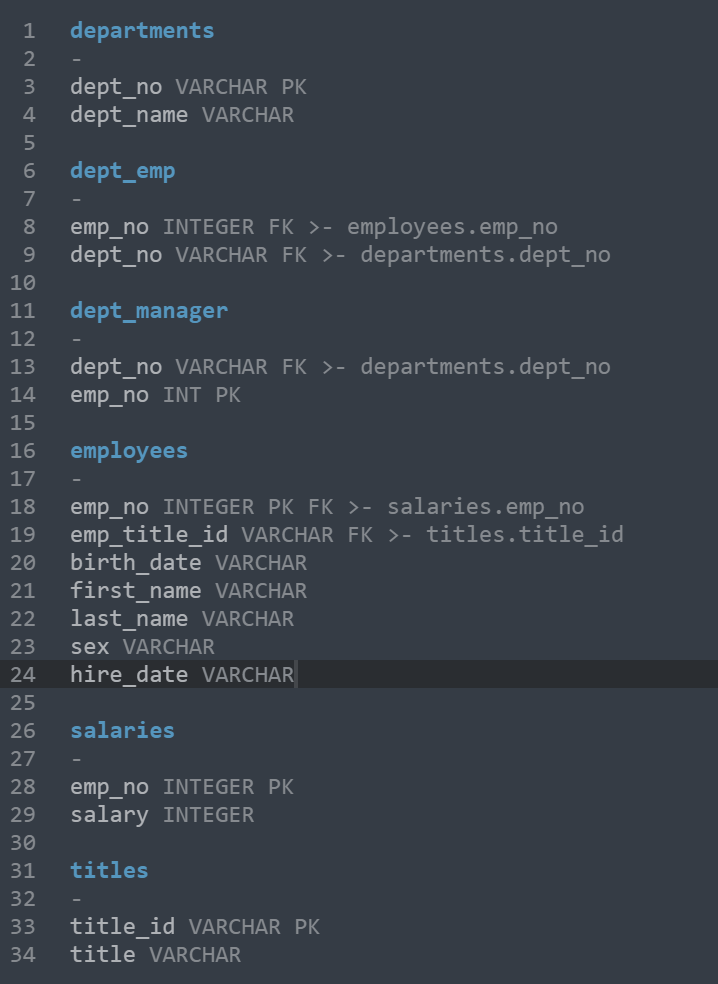 1 departments
2 -
3 dept_no VARCHAR PK
4 dept_name VARCHAR
5
6 dept_emp
7 -
8 emp_no INTEGER FK >- employees.emp_no
9 dept_no VARCHAR FK >- departments.dept_no
10
11 dept_manager
12 -
13 dept_no VARCHAR FK >- departments.dept_no
14 emp_no INT PK
15
16 employees
17 -
18 emp_no INTEGER PK FK >- salaries.emp_no
19 emp_title_id VARCHAR FK >- titles.title_id
20 birth_date VARCHAR
21 first_name VARCHAR
22 last_name VARCHAR
23 sex VARCHAR
24 hire_date VARCHAR
25
26 salaries
27 -
28 emp_no INTEGER PK
29 salary INTEGER
30
31 titles
32 -
33 title_id VARCHAR PK
34 title VARCHAR